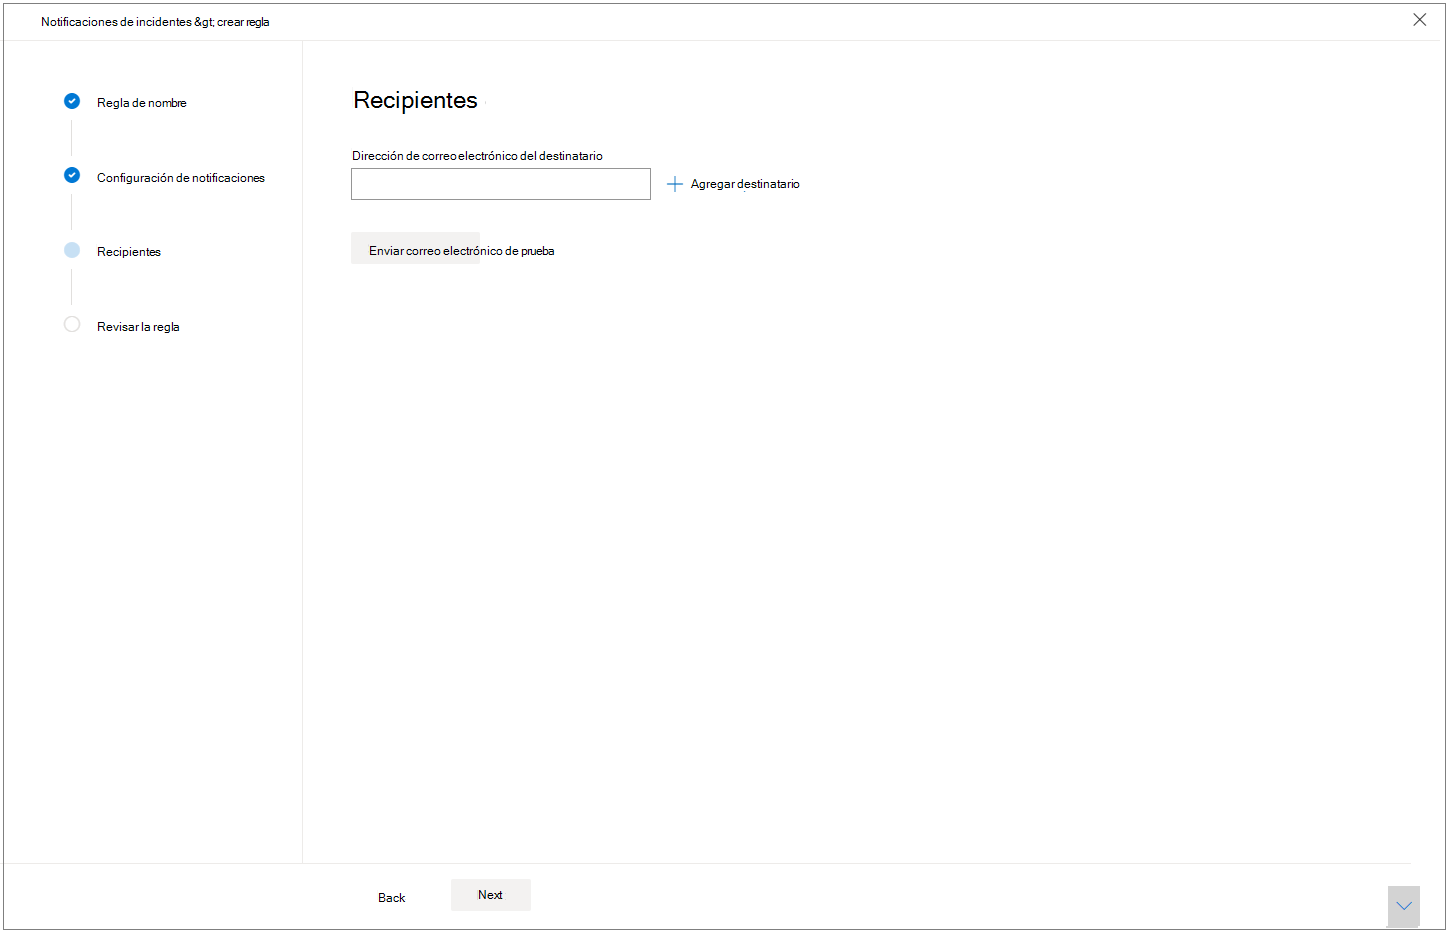 Notificaciones de incidentes &gt; crear regla
Regla de nombre
Configuración de notificaciones
Recipientes
Revisar la regla
Recipientes
Dirección de correo electrónico del destinatario
Agregar destinatario
Enviar correo electrónico de prueba
Back
Next